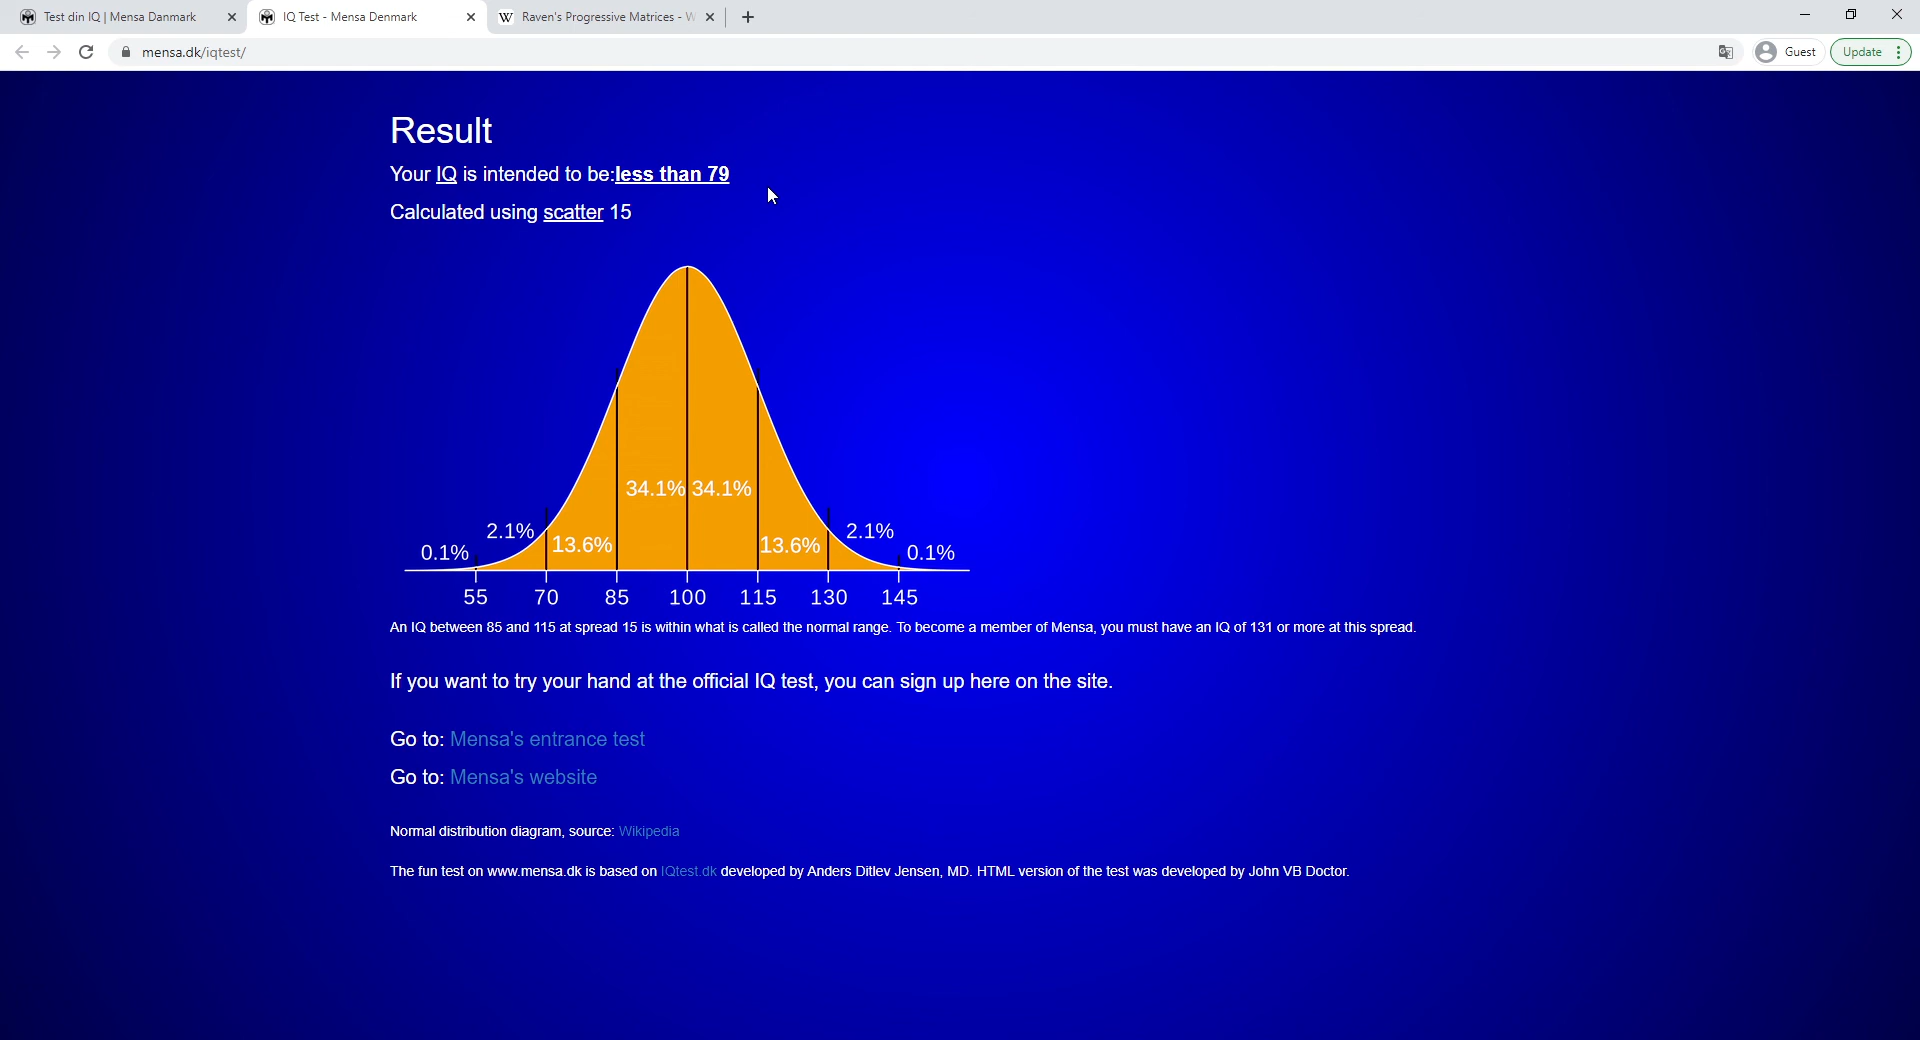 Test din IQ | Mensa Danmark
IQ Test - Mensa Denmark
W Raven's Progressive Matrices - W
mensa.dk/iqtest/
Guest
Update
Result
Your IQ is intended to be:less than 79
Calculated using scatter 15
34.1% 34.1%
2.1% 2.1%
13.6% 13.6%
0.1% 0.1%
55 70 85 100 115 130 145
An IQ between 85 and 115 at spread 15 is within what is called the normal range. To become a member of Mensa, you must have an IQ of 131 or more at this spread.
If you want to try your hand at the official IQ test, you can sign up here on the site.
Go to: Mensa's entrance test
Go to: Mensa's website
Normal distribution diagram, source: Wikipedia
The fun test on www.mensa.dk is based on IQtest.dk developed by Anders Ditlev Jensen, MD. HTML version of the test was developed by John VB Doctor.